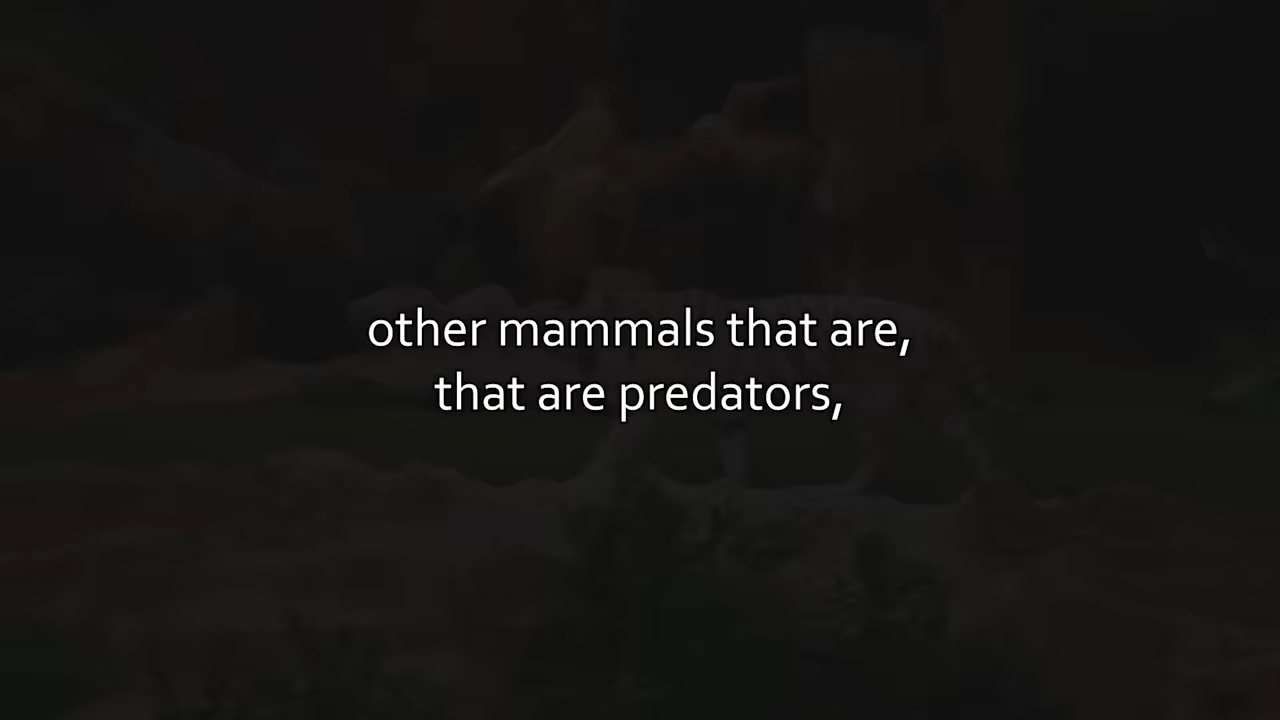 other mammals that are,
that are predators,